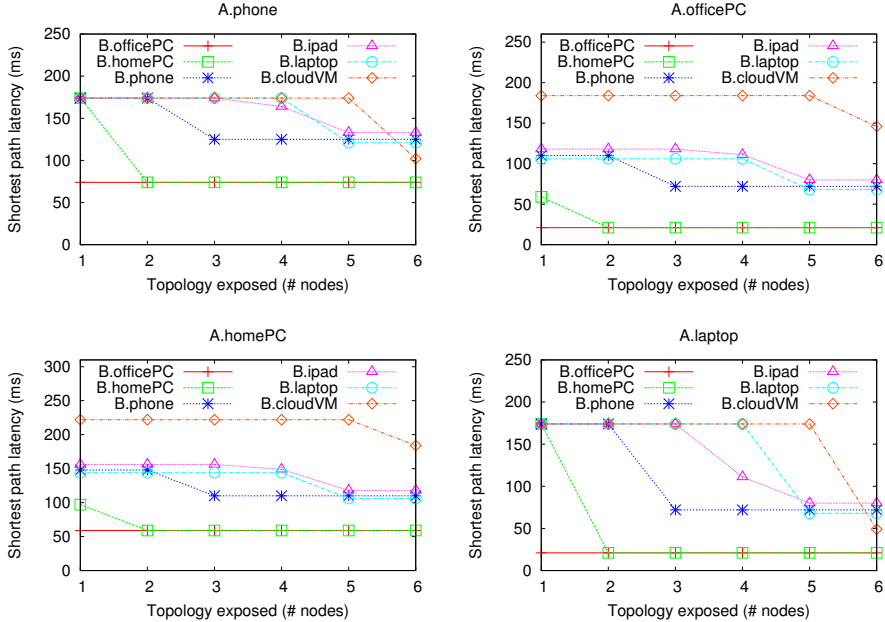 A.phone
Shortest path latency (ms)
250
200
150
100
50
0
B.officePC
B.homePC
B.phone
B.ipad
B.laptop
B.cloudVM
1 2 3 4 5 6
Topology exposed (# nodes)
A.officePC
Shortest path latency (ms)
250
200
150
100
50
0
B.officePC
B.homePC
B.phone
B.ipad
B.laptop
B.cloudVM
1 2 3 4 5 6
Topology exposed (# nodes)
A.homePC
Shortest path latency (ms)
300
250
200
150
100
50
0
B.officePC
B.homePC
B.phone
B.ipad
B.laptop
B.cloudVM
1 2 3 4 5 6
Topology exposed (# nodes)
A.laptop
Shortest path latency (ms)
250
200
150
100
50
0
B.officePC
B.homePC
B.phone
B.ipad
B.laptop
B.cloudVM
1 2 3 4 5 6
Topology exposed (# nodes)